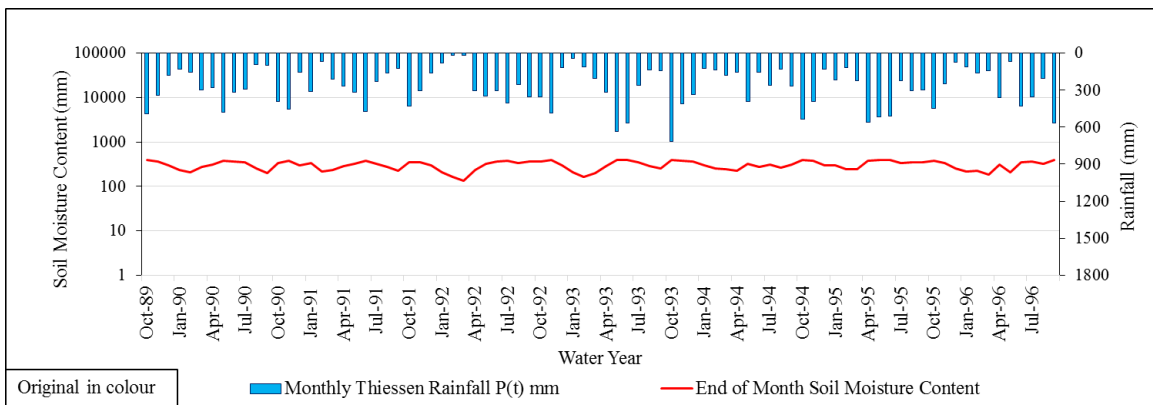 100000
10000
1000
100
10
1
Soil Moisture Content (mm)
0
300
600
900
1200
1500
1800
Rainfall (mm)
Oct-89
Jan-90
Apr-90
Jul-90
Oct-90
Jan-91
Apr-91
Jul-91
Oct-91
Jan-92
Apr-92
Jul-92
Oct-92
Jan-93
Apr-93
Jul-93
Oct-93
Jan-94
Apr-94
Jul-94
Oct-94
Jan-95
Apr-95
Jul-95
Oct-95
Jan-96
Apr-96
Jul-96
Water Year
Original in colour
Monthly Thiessen Rainfall P(t) mm
End of Month Soil Moisture Content